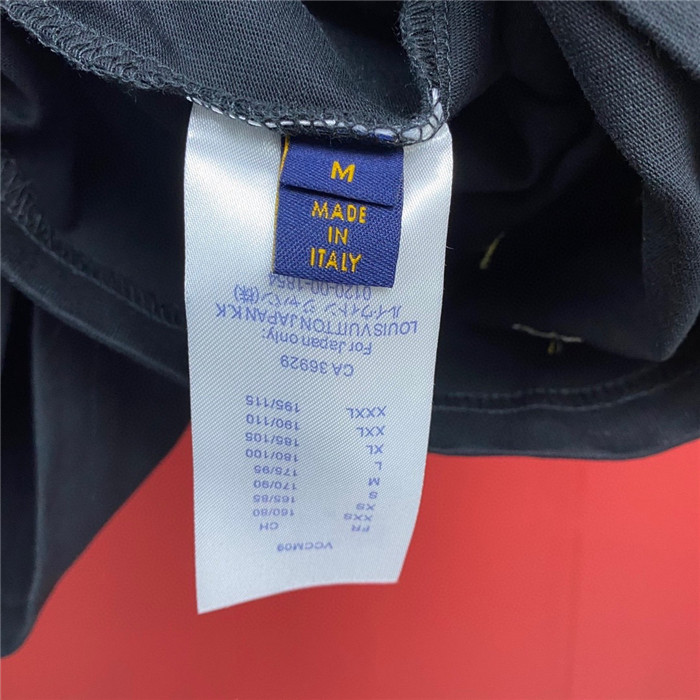 M
MADE
IN
ITALY
VCCM09
FR CH
XXS 160/80
XS 165/85
S 170/90
M 175/95
L 180/100
XL 185/105
XXL 190/110
XXXL 195/115
CA 36929
For Japan only:
LOUIS VUITTON JAPAN K.K
ルイヴィトン ジャパン(株)
0120-00-1854